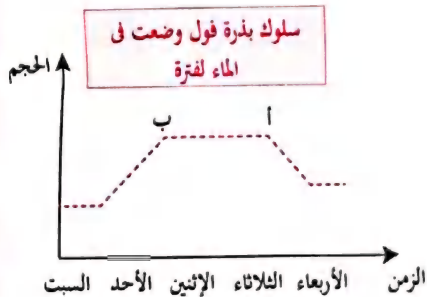 سلوك بذرة فول وضعت فى
الماء لفترة
الحجم
ب
أ
السبت الأحد الإثنين الثلاثاء الأربعاء الزمن